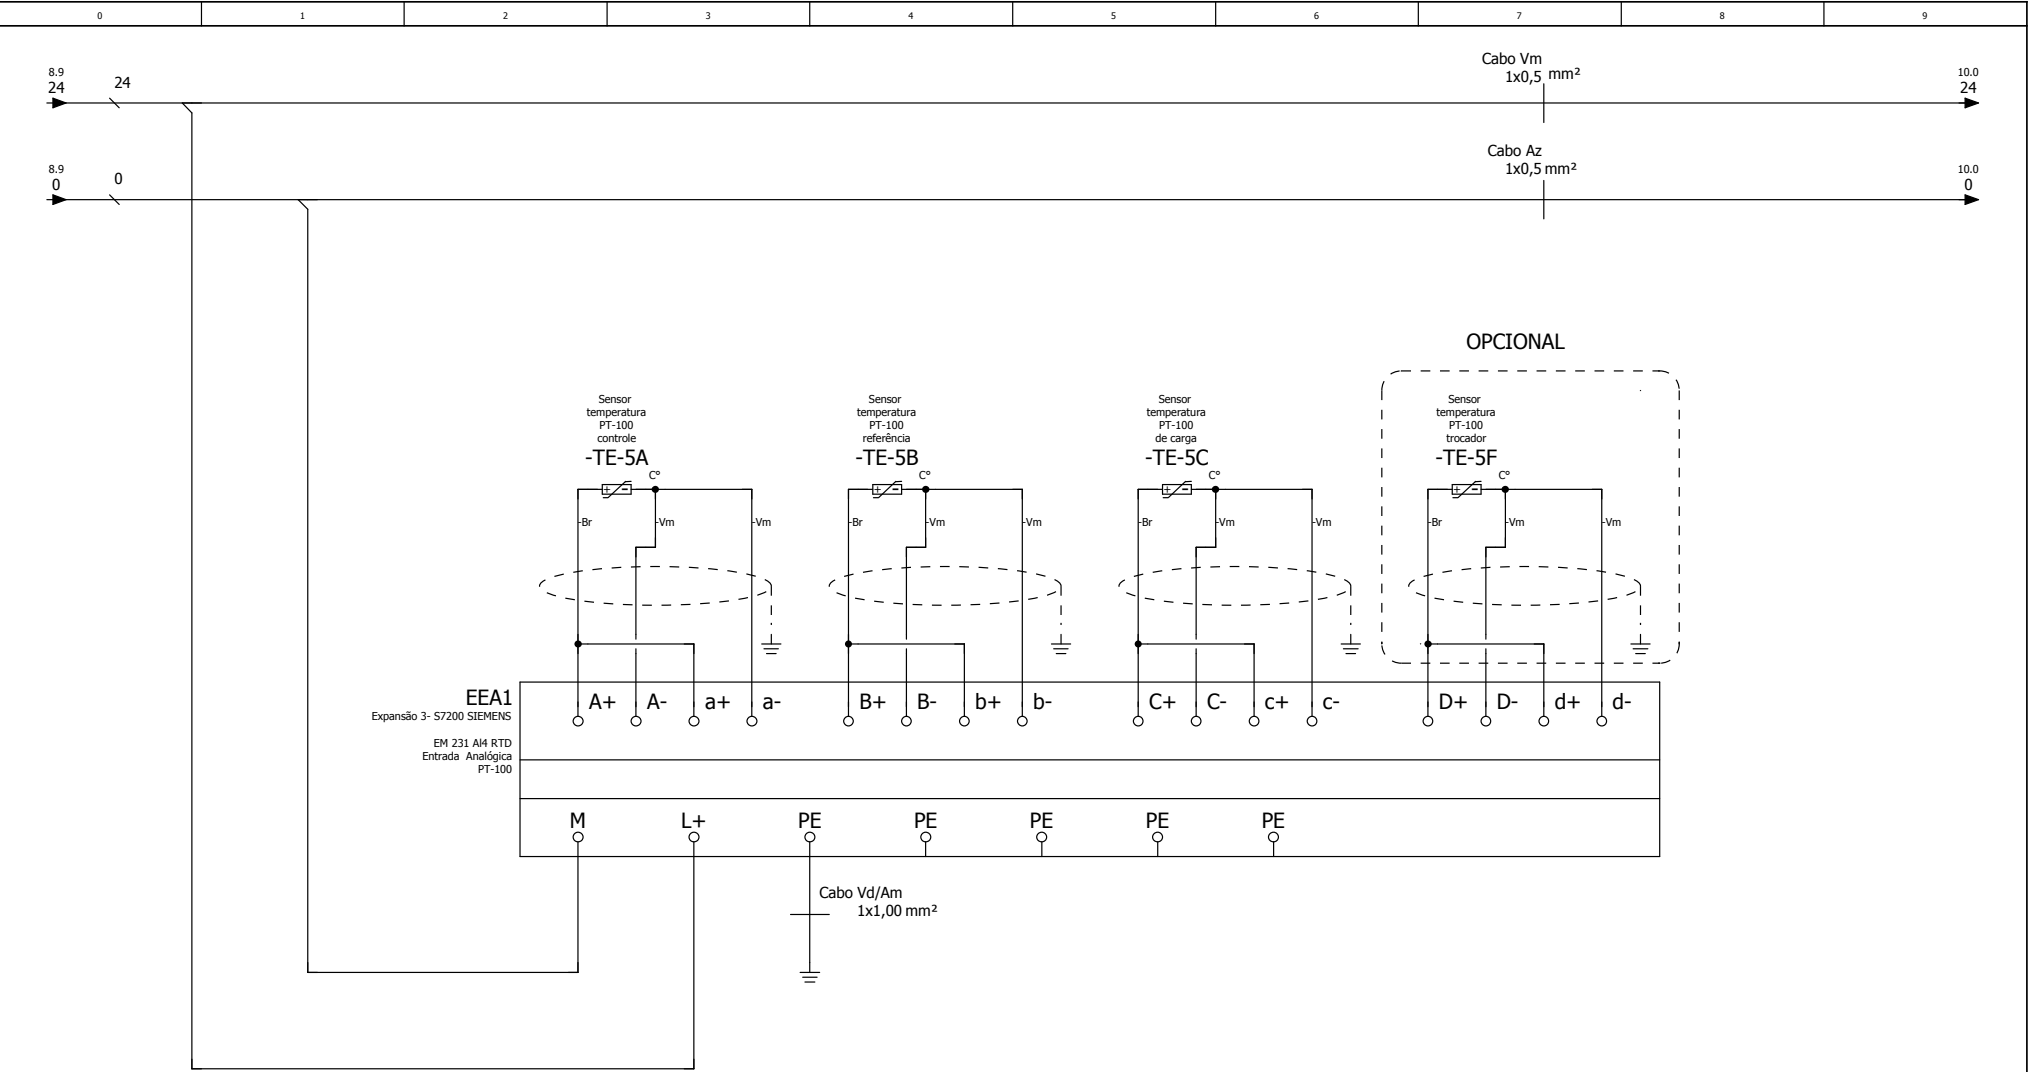 0 1 2 3 4 5 6 7 8 9
8.9
24
24
Cabo Vm
1x0,5 mm²
10.0
24
8.9
0
0
Cabo Az
1x0,5 mm²
10.0
0
OPCIONAL
Sensor
temperatura
PT-100
controle
-TE-5A
C°
-Br
-Vm
-Vm
Sensor
temperatura
PT-100
referência
-TE-5B
C°
-Br
-Vm
-Vm
Sensor
temperatura
PT-100
de carga
-TE-5C
C°
-Br
-Vm
-Vm
Sensor
temperatura
PT-100
trocador
-TE-5F
C°
-Br
-Vm
-Vm
EEA1
Expansão 3- S7200 SIEMENS
EM 231 AI4 RTD
Entrada Analógica
PT-100
A+ A- a+ a- B+ B- b+ b- C+ C- c+ c- D+ D- d+ d-
M L+ PE PE PE PE PE
Cabo Vd/Am
1x1,00 mm²